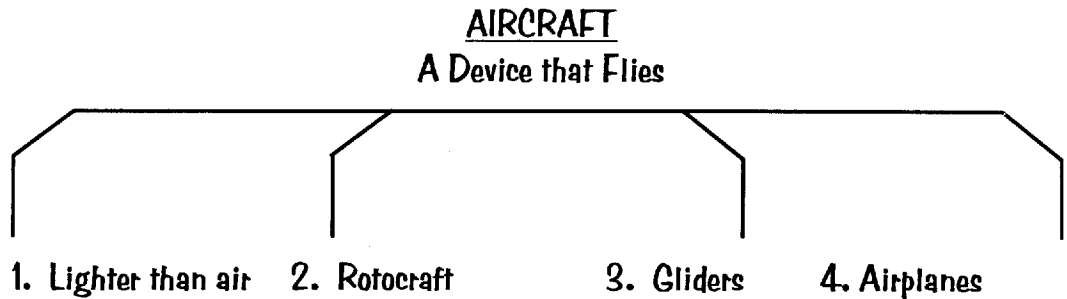 AIRCRAFT
A Device that Flies
1. Lighter than air 2. Rotocraft 3. Gliders 4. Airplanes